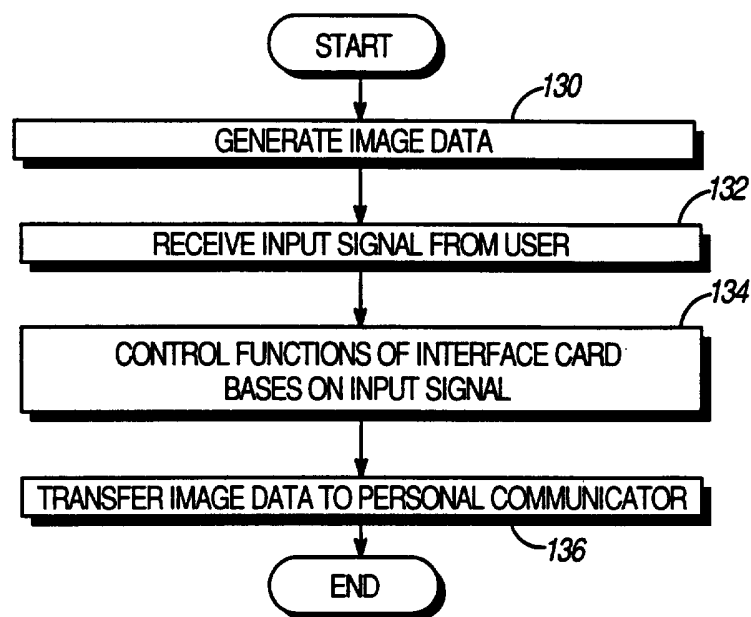 START
130
GENERATE IMAGE DATA
132
RECEIVE INPUT SIGNAL FROM USER
134
CONTROL FUNCTIONS OF INTERFACE CARD
BASES ON INPUT SIGNAL
TRANSFER IMAGE DATA TO PERSONAL COMMUNICATOR
136
END